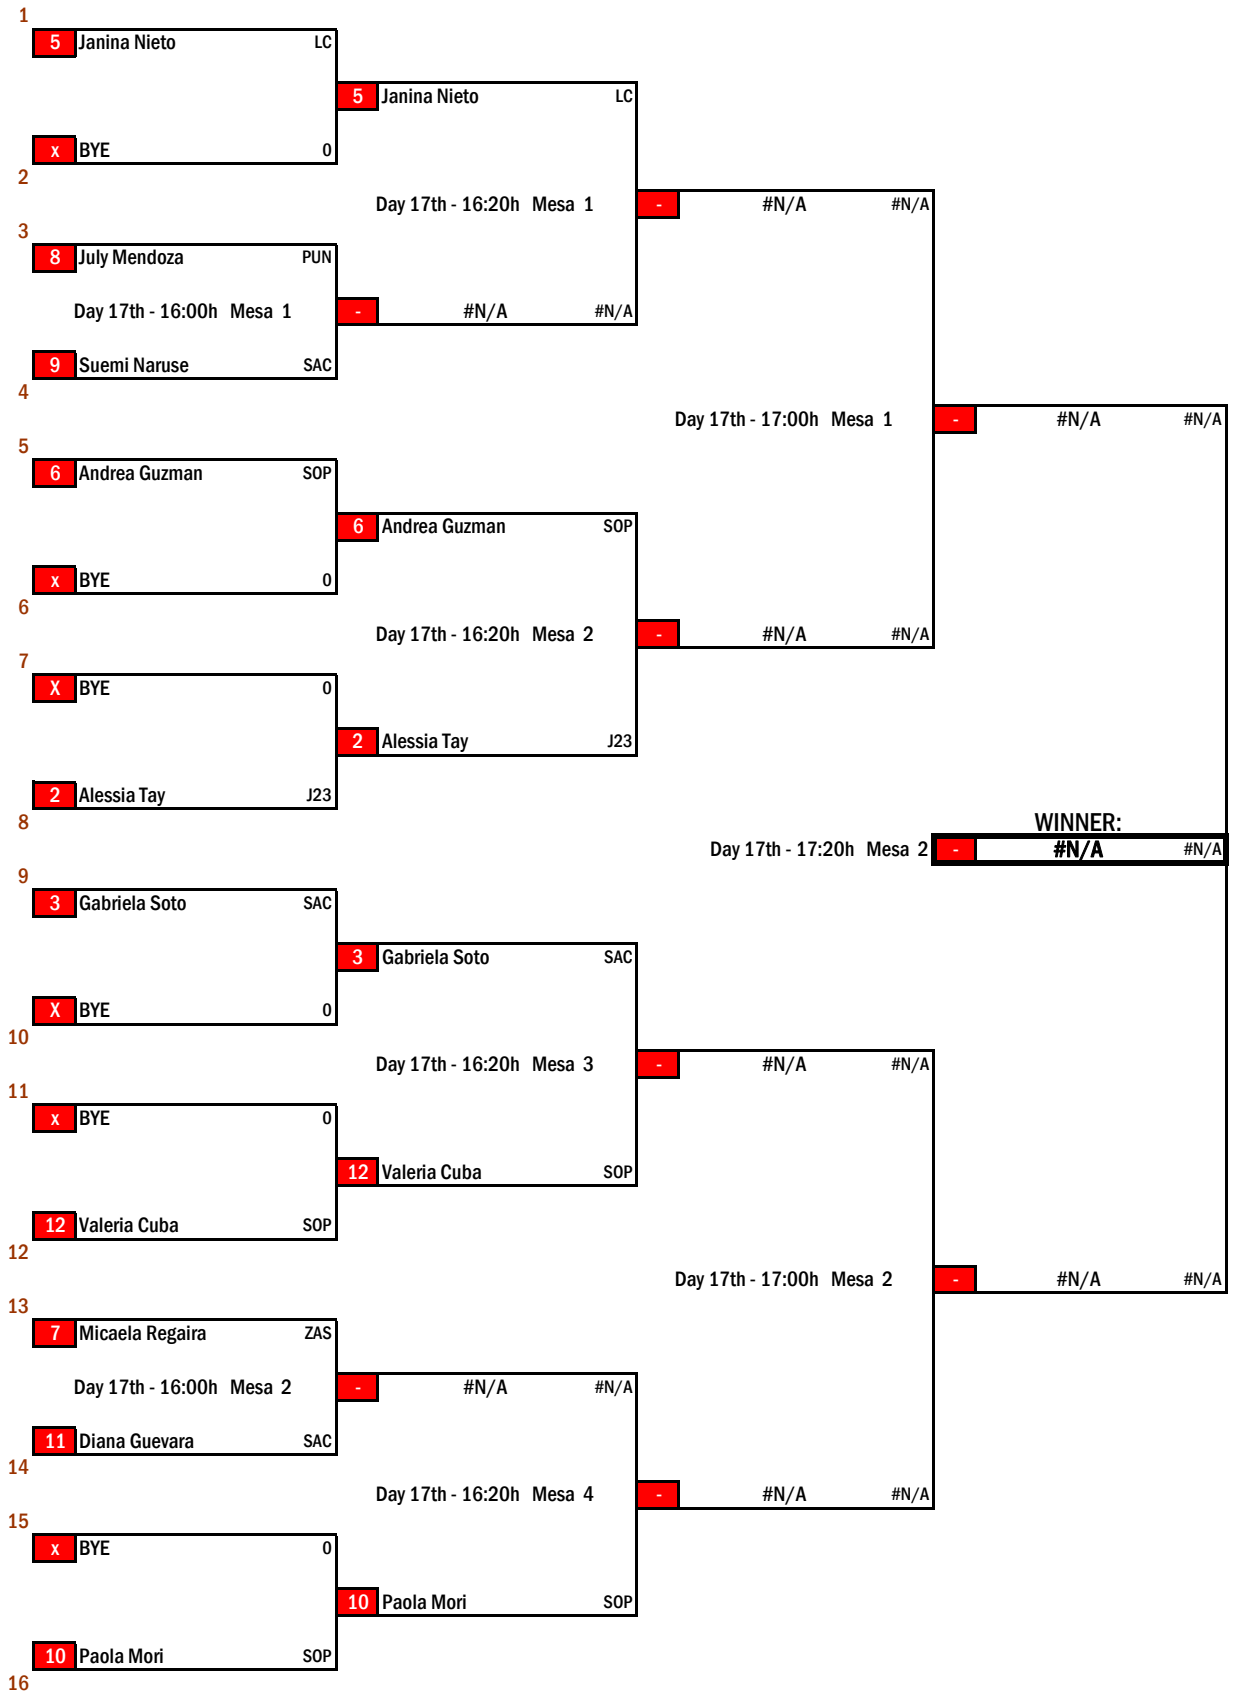 1
5 Janina Nieto LC
5 Janina Nieto LC
x BYE 0
2
Day 17th - 16:20h Mesa 1
- #N/A #N/A
3
8 July Mendoza PUN
Day 17th - 16:00h Mesa 1
- #N/A #N/A
9 Suemi Naruse SAC
4
Day 17th - 17:00h Mesa 1
- #N/A #N/A
5
6 Andrea Guzman SOP
6 Andrea Guzman SOP
x BYE 0
6
Day 17th - 16:20h Mesa 2
- #N/A #N/A
7
X BYE 0
2 Alessia Tay J23
2 Alessia Tay J23
8
WINNER:
Day 17th - 17:20h Mesa 2
- #N/A #N/A
9
3 Gabriela Soto SAC
3 Gabriela Soto SAC
X BYE 0
10
Day 17th - 16:20h Mesa 3
- #N/A #N/A
11
x BYE 0
12 Valeria Cuba SOP
12 Valeria Cuba SOP
12
Day 17th - 17:00h Mesa 2
- #N/A #N/A
13
7 Micaela Regaira ZAS
Day 17th - 16:00h Mesa 2
- #N/A #N/A
11 Diana Guevara SAC
14
Day 17th - 16:20h Mesa 4
- #N/A #N/A
15
x BYE 0
10 Paola Mori SOP
10 Paola Mori SOP
16